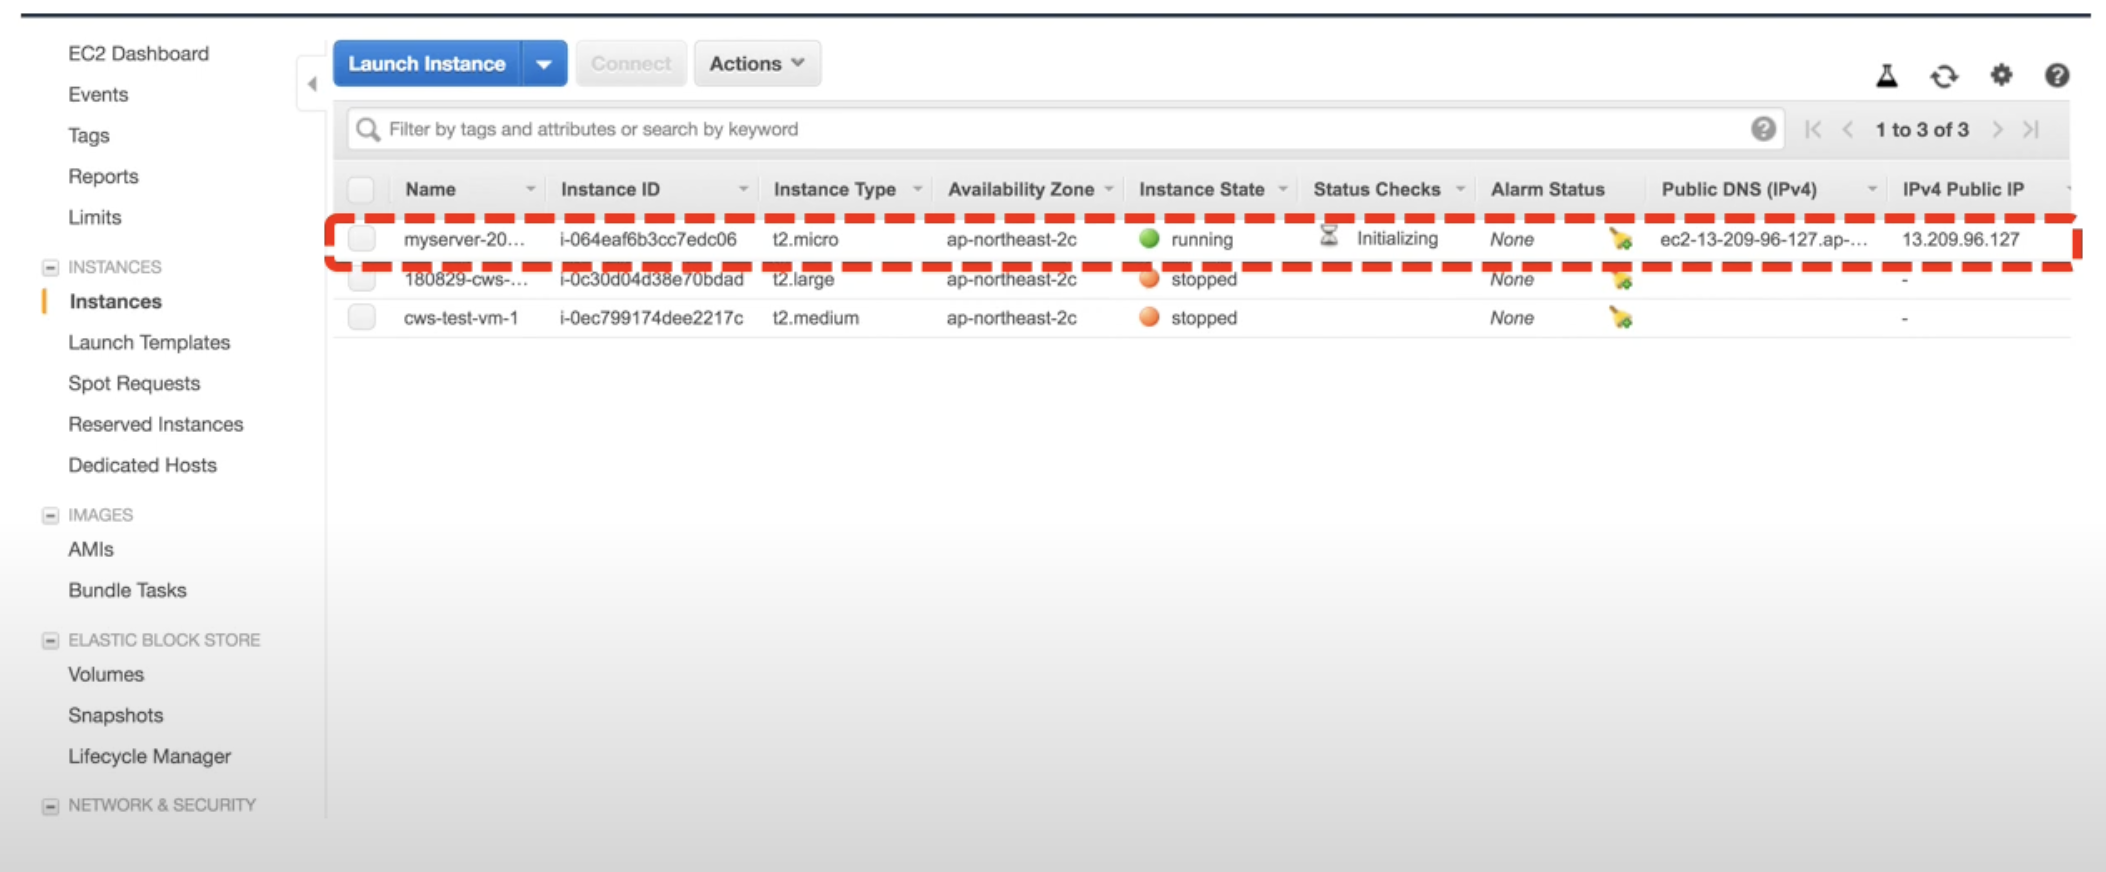 EC2 Dashboard
Events
Tags
Reports
Limits
INSTANCES
Instances
Launch Templates
Spot Requests
Reserved Instances
Dedicated Hosts
IMAGES
AMIs
Bundle Tasks
ELASTIC BLOCK STORE
Volumes
Snapshots
Lifecycle Manager
NETWORK & SECURITY
Launch Instance Connect Actions
Filter by tags and attributes or search by keyword 1 to 3 of 3
Name Instance ID Instance Type Availability Zone Instance State Status Checks Alarm Status Public DNS (IPv4) IPv4 Public IP
myserver-20... i-064eaf6b3cc7edc06 t2.micro ap-northeast-2c running Initializing None ec2-13-209-96-127.ap-... 13.209.96.127
180829-cws-... i-0c30d04d38e70bdad t2.large ap-northeast-2c stopped None -
cws-test-vm-1 i-0ec799174dee2217c t2.medium ap-northeast-2c stopped None -